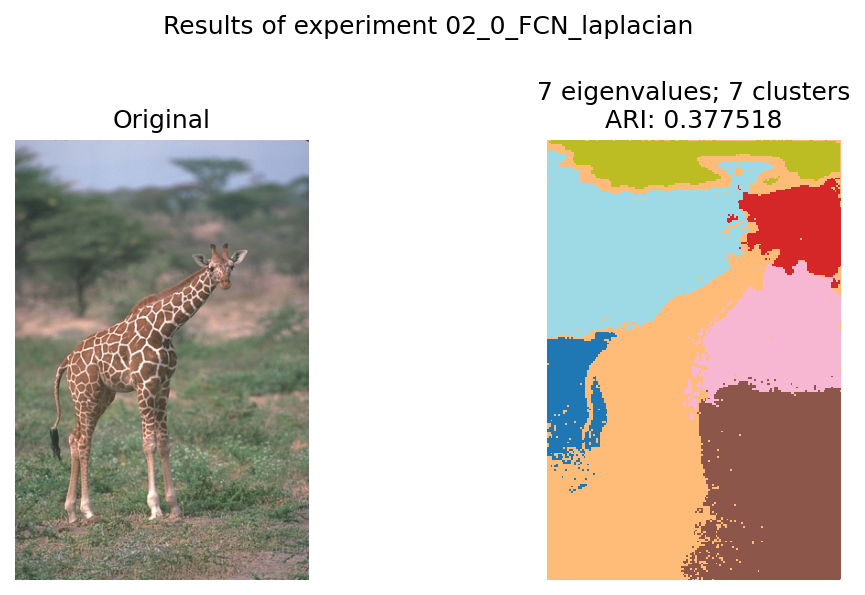 Results of experiment 02_0_FCN_laplacian
Original
7 eigenvalues; 7 clusters
ARI: 0.377518